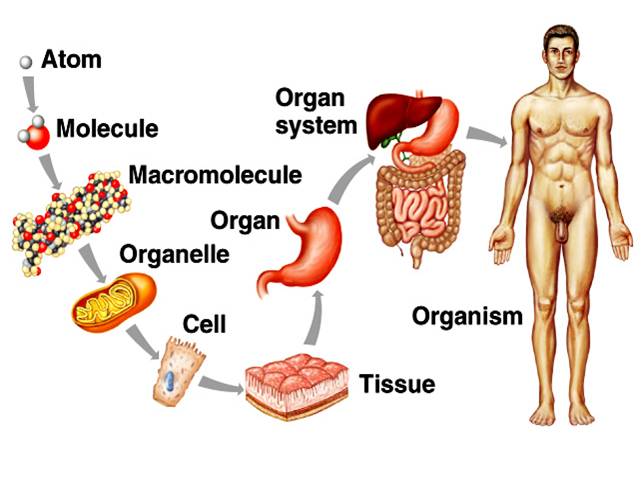 Atom
Molecule
Macromolecule
Organelle
Cell
Tissue
Organ
Organ
system
Organism